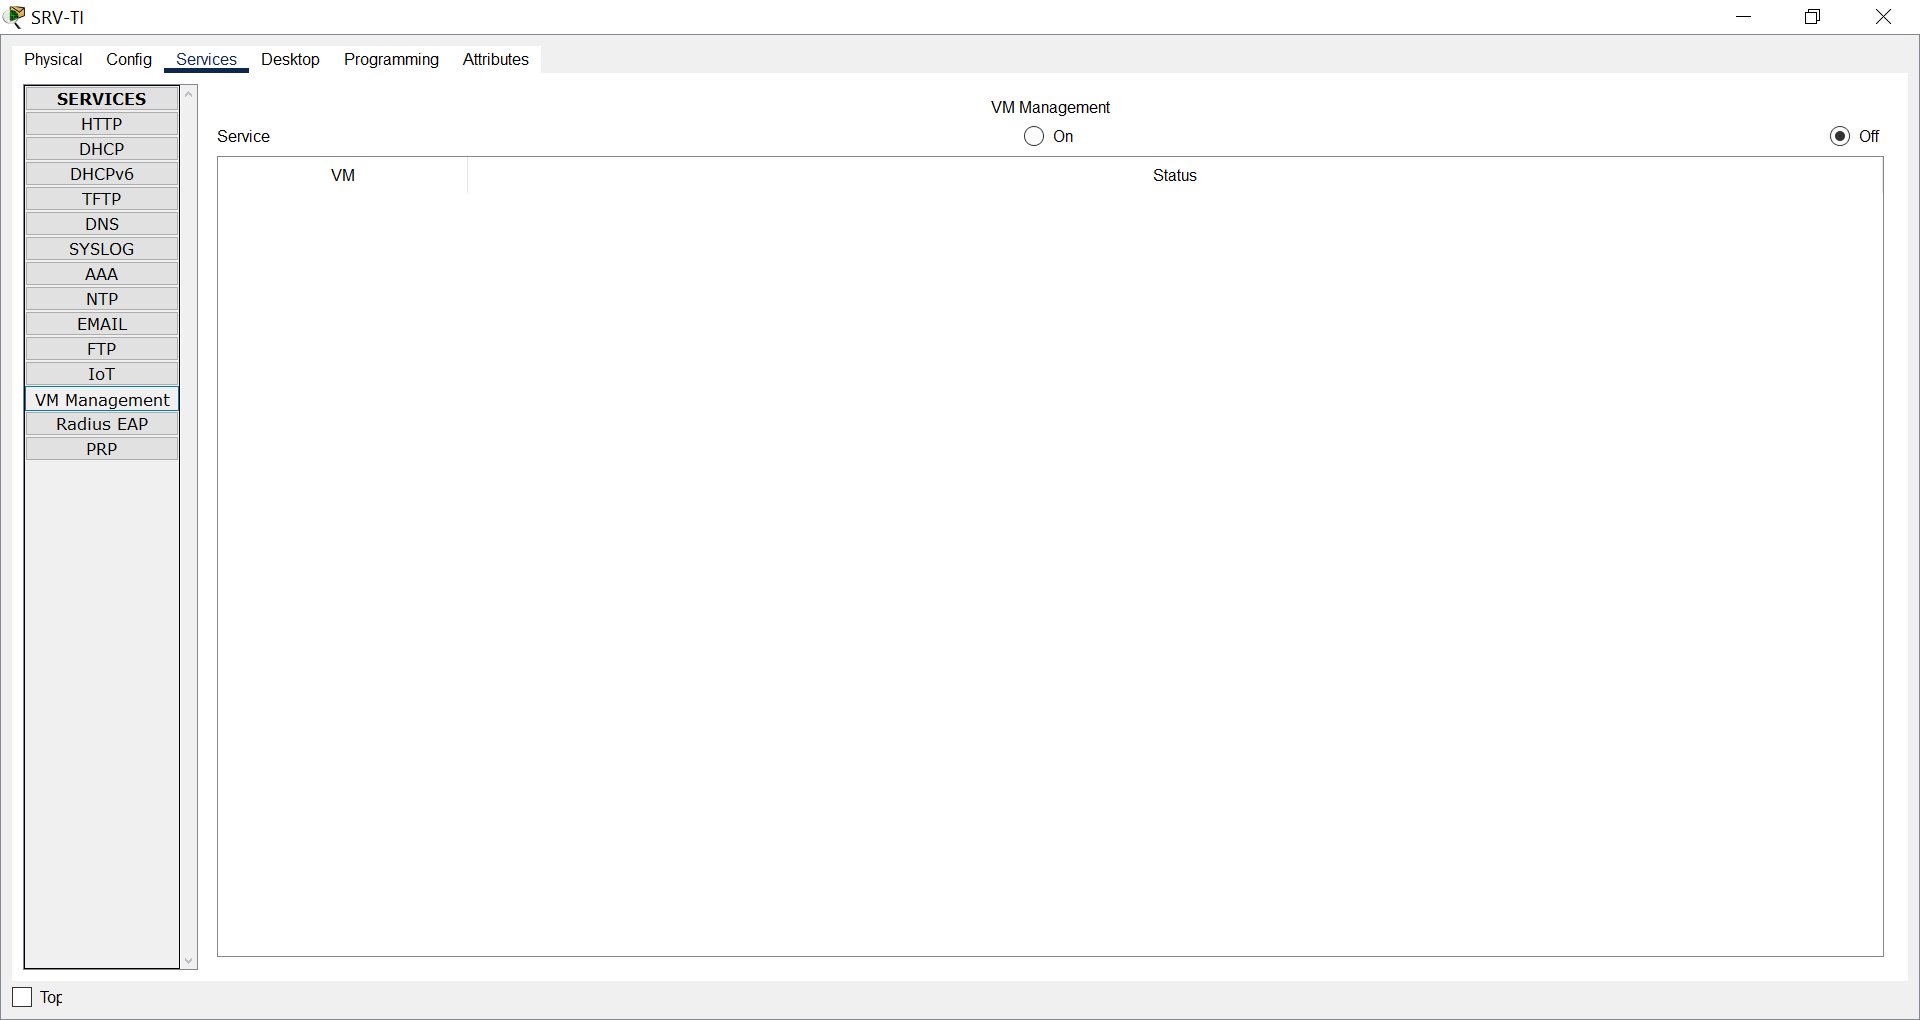 SRV-TI
Physical Config Services Desktop Programming Attributes
SERVICES
HTTP
DHCP
DHCPv6
TFTP
DNS
SYSLOG
AAA
NTP
EMAIL
FTP
IoT
VM Management
Radius EAP
PRP
VM Management
Service On Off
VM Status
Top